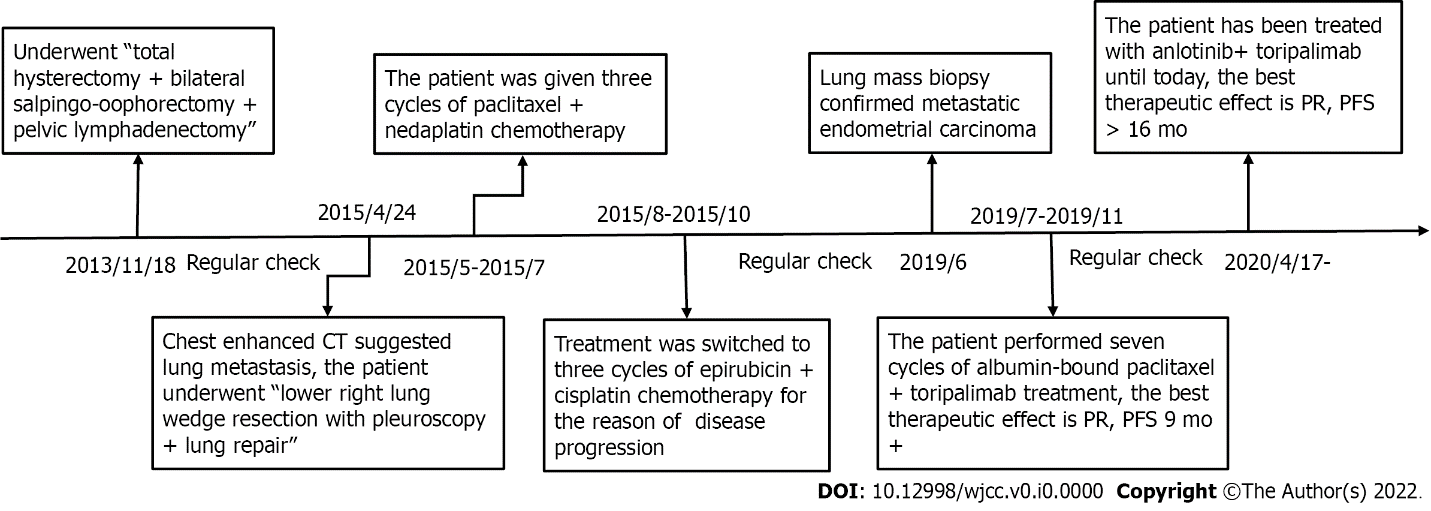 Underwent “total
hysterectomy + bilateral
salpingo-oophorectomy +
pelvic lymphadenectomy”
The patient was given three
cycles of paclitaxel +
nedaplatin chemotherapy
Lung mass biopsy
confirmed metastatic
endometrial carcinoma
The patient has been treated
with anlotinib+ toripalimab
until today, the best
therapeutic effect is PR, PFS
> 16 mo
2015/4/24
2015/8-2015/10
2019/7-2019/11
2013/11/18
Regular check
2015/5-2015/7
Regular check
2019/6
Regular check
2020/4/17-
Chest enhanced CT suggested
lung metastasis, the patient
underwent “lower right lung
wedge resection with pleuroscopy
+ lung repair”
Treatment was switched to
three cycles of epirubicin +
cisplatin chemotherapy for
the reason of disease
progression
The patient performed seven
cycles of albumin-bound paclitaxel
+ toripalimab treatment, the best
therapeutic effect is PR, PFS 9 mo
+
DOI: 10.12998/wjcc.v0.i0.0000 Copyright ©The Author(s) 2022.